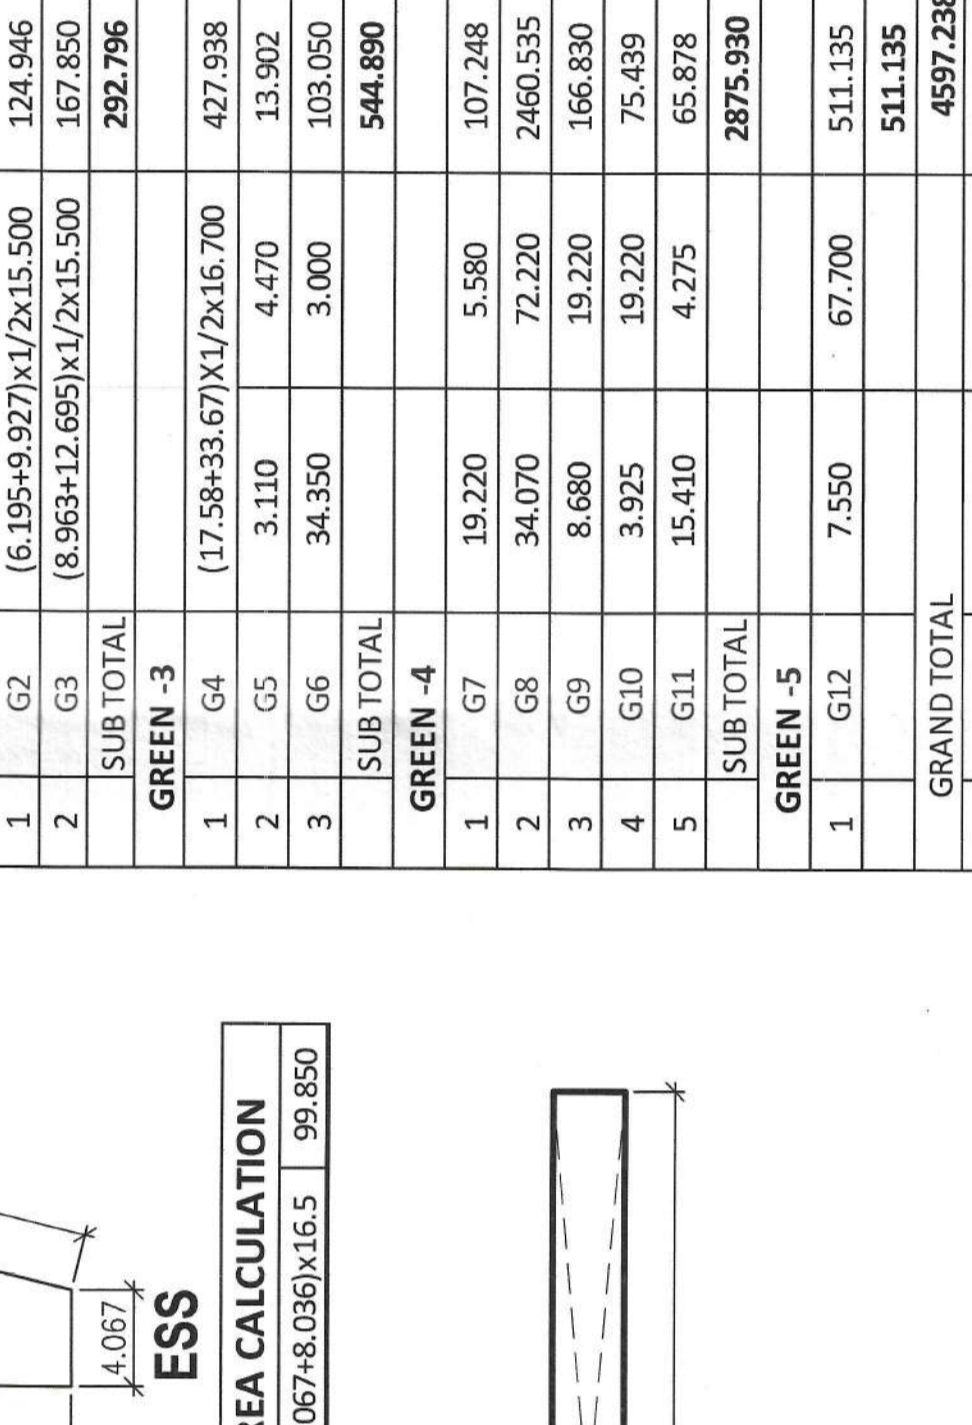 1 G2 (6.195+9.927)x1/2x15.500 124.946
2 G3 (8.963+12.695)x1/2x15.500 167.850
SUB TOTAL 292.796
GREEN -3
1 G4 (17.58+33.67)X1/2x16.700 427.938
2 G5 3.110 4.470 13.902
3 G6 34.350 3.000 103.050
SUB TOTAL 544.890
GREEN -4
1 G7 19.220 5.580 107.248
2 G8 34.070 72.220 2460.535
3 G9 8.680 19.220 166.830
4 G10 3.925 19.220 75.439
5 G11 15.410 4.275 65.878
SUB TOTAL 2875.930
GREEN -5
1 G12 7.550 67.700 511.135
511.135
GRAND TOTAL 4597.238
4.067
ESS
REA CALCULATION
067+8.036)x16.5 99.850